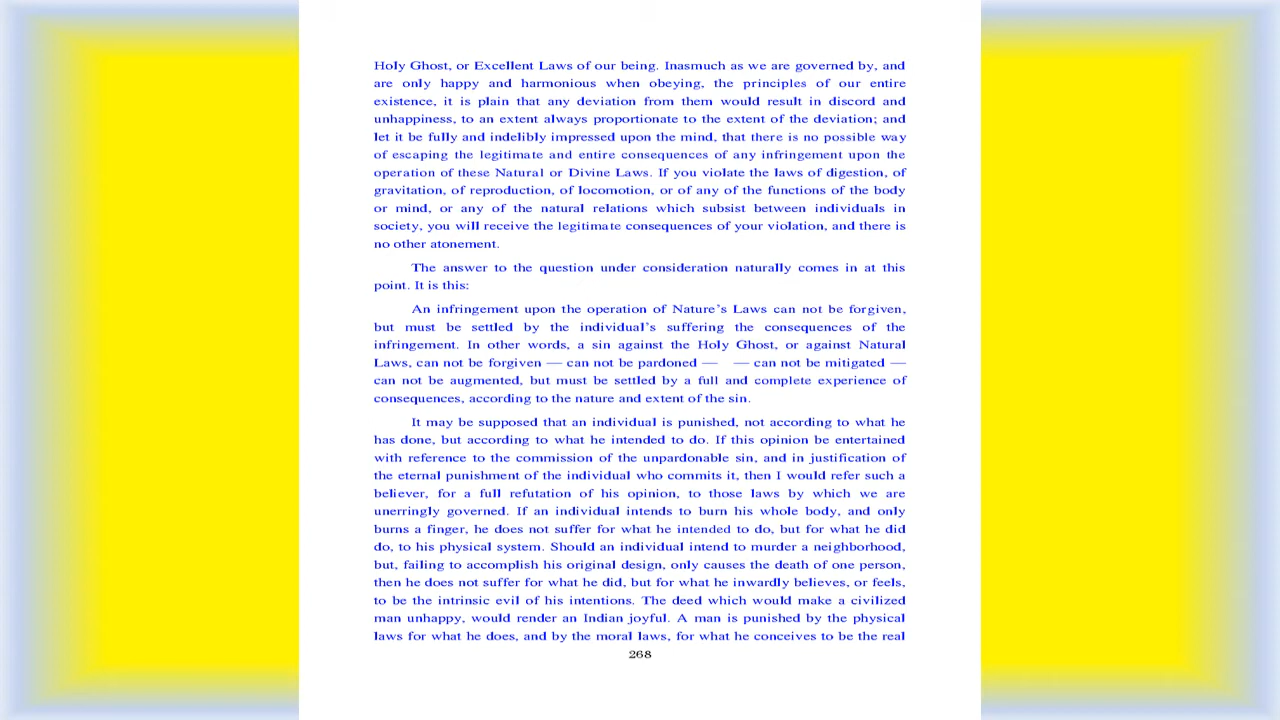 Holy Ghost, or Excellent Laws of our being. Inasmuch as we are governed by, and
are only happy and harmonious when obeying, the principles of our entire
existence, it is plain that any deviation from them would result in discord and
unhappiness, to an extent always proportionate to the extent of the deviation; and
let it be fully and indelibly impressed upon the mind, that there is no possible way
of escaping the legitimate and entire consequences of any infringement upon the
operation of these Natural or Divine Laws. If you violate the laws of digestion, of
gravitation, of reproduction, of locomotion, or of any of the functions of the body
or mind, or any of the natural relations which subsist between individuals in
society, you will receive the legitimate consequences of your violation, and there is
no other atonement.
The answer to the question under consideration naturally comes in at this
point. It is this:
An infringement upon the operation of Nature's Laws can not be forgiven,
but must be settled by the individual's suffering the consequences of the
infringement. In other words, a sin against the Holy Ghost, or against Natural
Laws, can not be forgiven — can not be pardoned — — can not be mitigated —
can not be augmented, but must be settled by a full and complete experience of
consequences, according to the nature and extent of the sin.
It may be supposed that an individual is punished, not according to what he
has done, but according to what he intended to do. If this opinion be entertained
with reference to the commission of the unpardonable sin, and in justification of
the eternal punishment of the individual who commits it, then I would refer such a
believer, for a full refutation of his opinion, to those laws by which we are
unerringly governed. If an individual intends to burn his whole body, and only
burns a finger, he does not suffer for what he intended to do, but for what he did
do, to his physical system. Should an individual intend to murder a neighborhood,
but, failing to accomplish his original design, only causes the death of one person,
then he does not suffer for what he did, but for what he inwardly believes, or feels,
to be the intrinsic evil of his intentions. The deed which would make a civilized
man unhappy, would render an Indian joyful. A man is punished by the physical
laws for what he does, and by the moral laws, for what he conceives to be the real
268